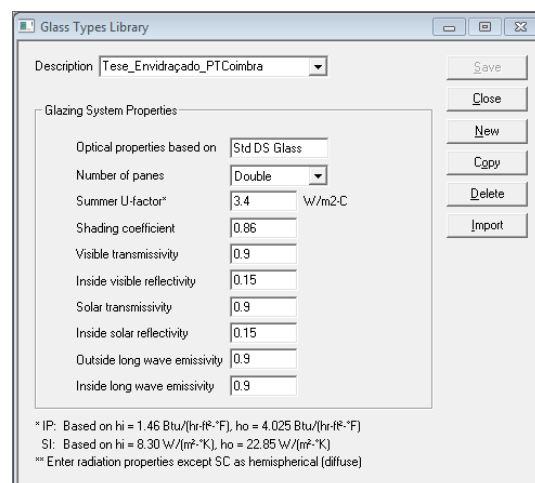 Glass Types Library
Description Tese_Envidraçado_PTCoimbra
Save
Close
New
Copy
Delete
Import
Glazing System Properties
Optical properties based on Std DS Glass
Number of panes Double
Summer U-factor* 3.4 W/m2-C
Shading coefficient 0.86
Visible transmissivity 0.9
Inside visible reflectivity 0.15
Solar transmissivity 0.9
Inside solar reflectivity 0.15
Outside long wave emissivity 0.9
Inside long wave emissivity 0.9
* IP: Based on hi = 1.46 Btu/(hr-ft²-°F), ho = 4.025 Btu/(hr-ft²-°F)
SI: Based on hi = 8.30 W/(m²-°K), ho = 22.85 W/(m²-°K)
** Enter radiation properties except SC as hemispherical (diffuse)